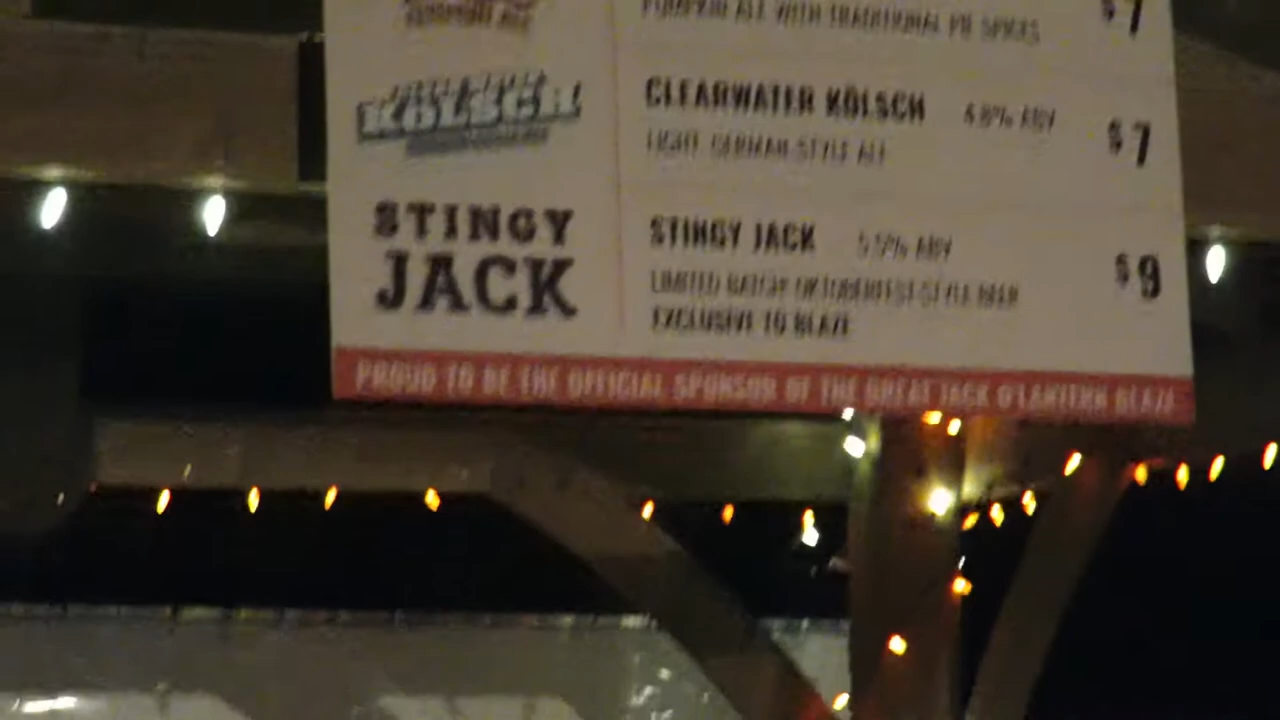 PUMPKIN ALE
PUMPKIN ALE WITH TRADITIONAL PIE SPICES
$7
KÖLSCH
CLEARWATER KÖLSCH 4.8% ABV
LIGHT, GERMAN-STYLE ALE
$7
STINGY
JACK
STINGY JACK 5.5% ABV
LIMITED BATCH OKTOBERFEST-STYLE BEER
EXCLUSIVE TO BLAZE
$9
PROUD TO BE THE OFFICIAL SPONSOR OF THE GREAT JACK O'LANTERN BLAZE